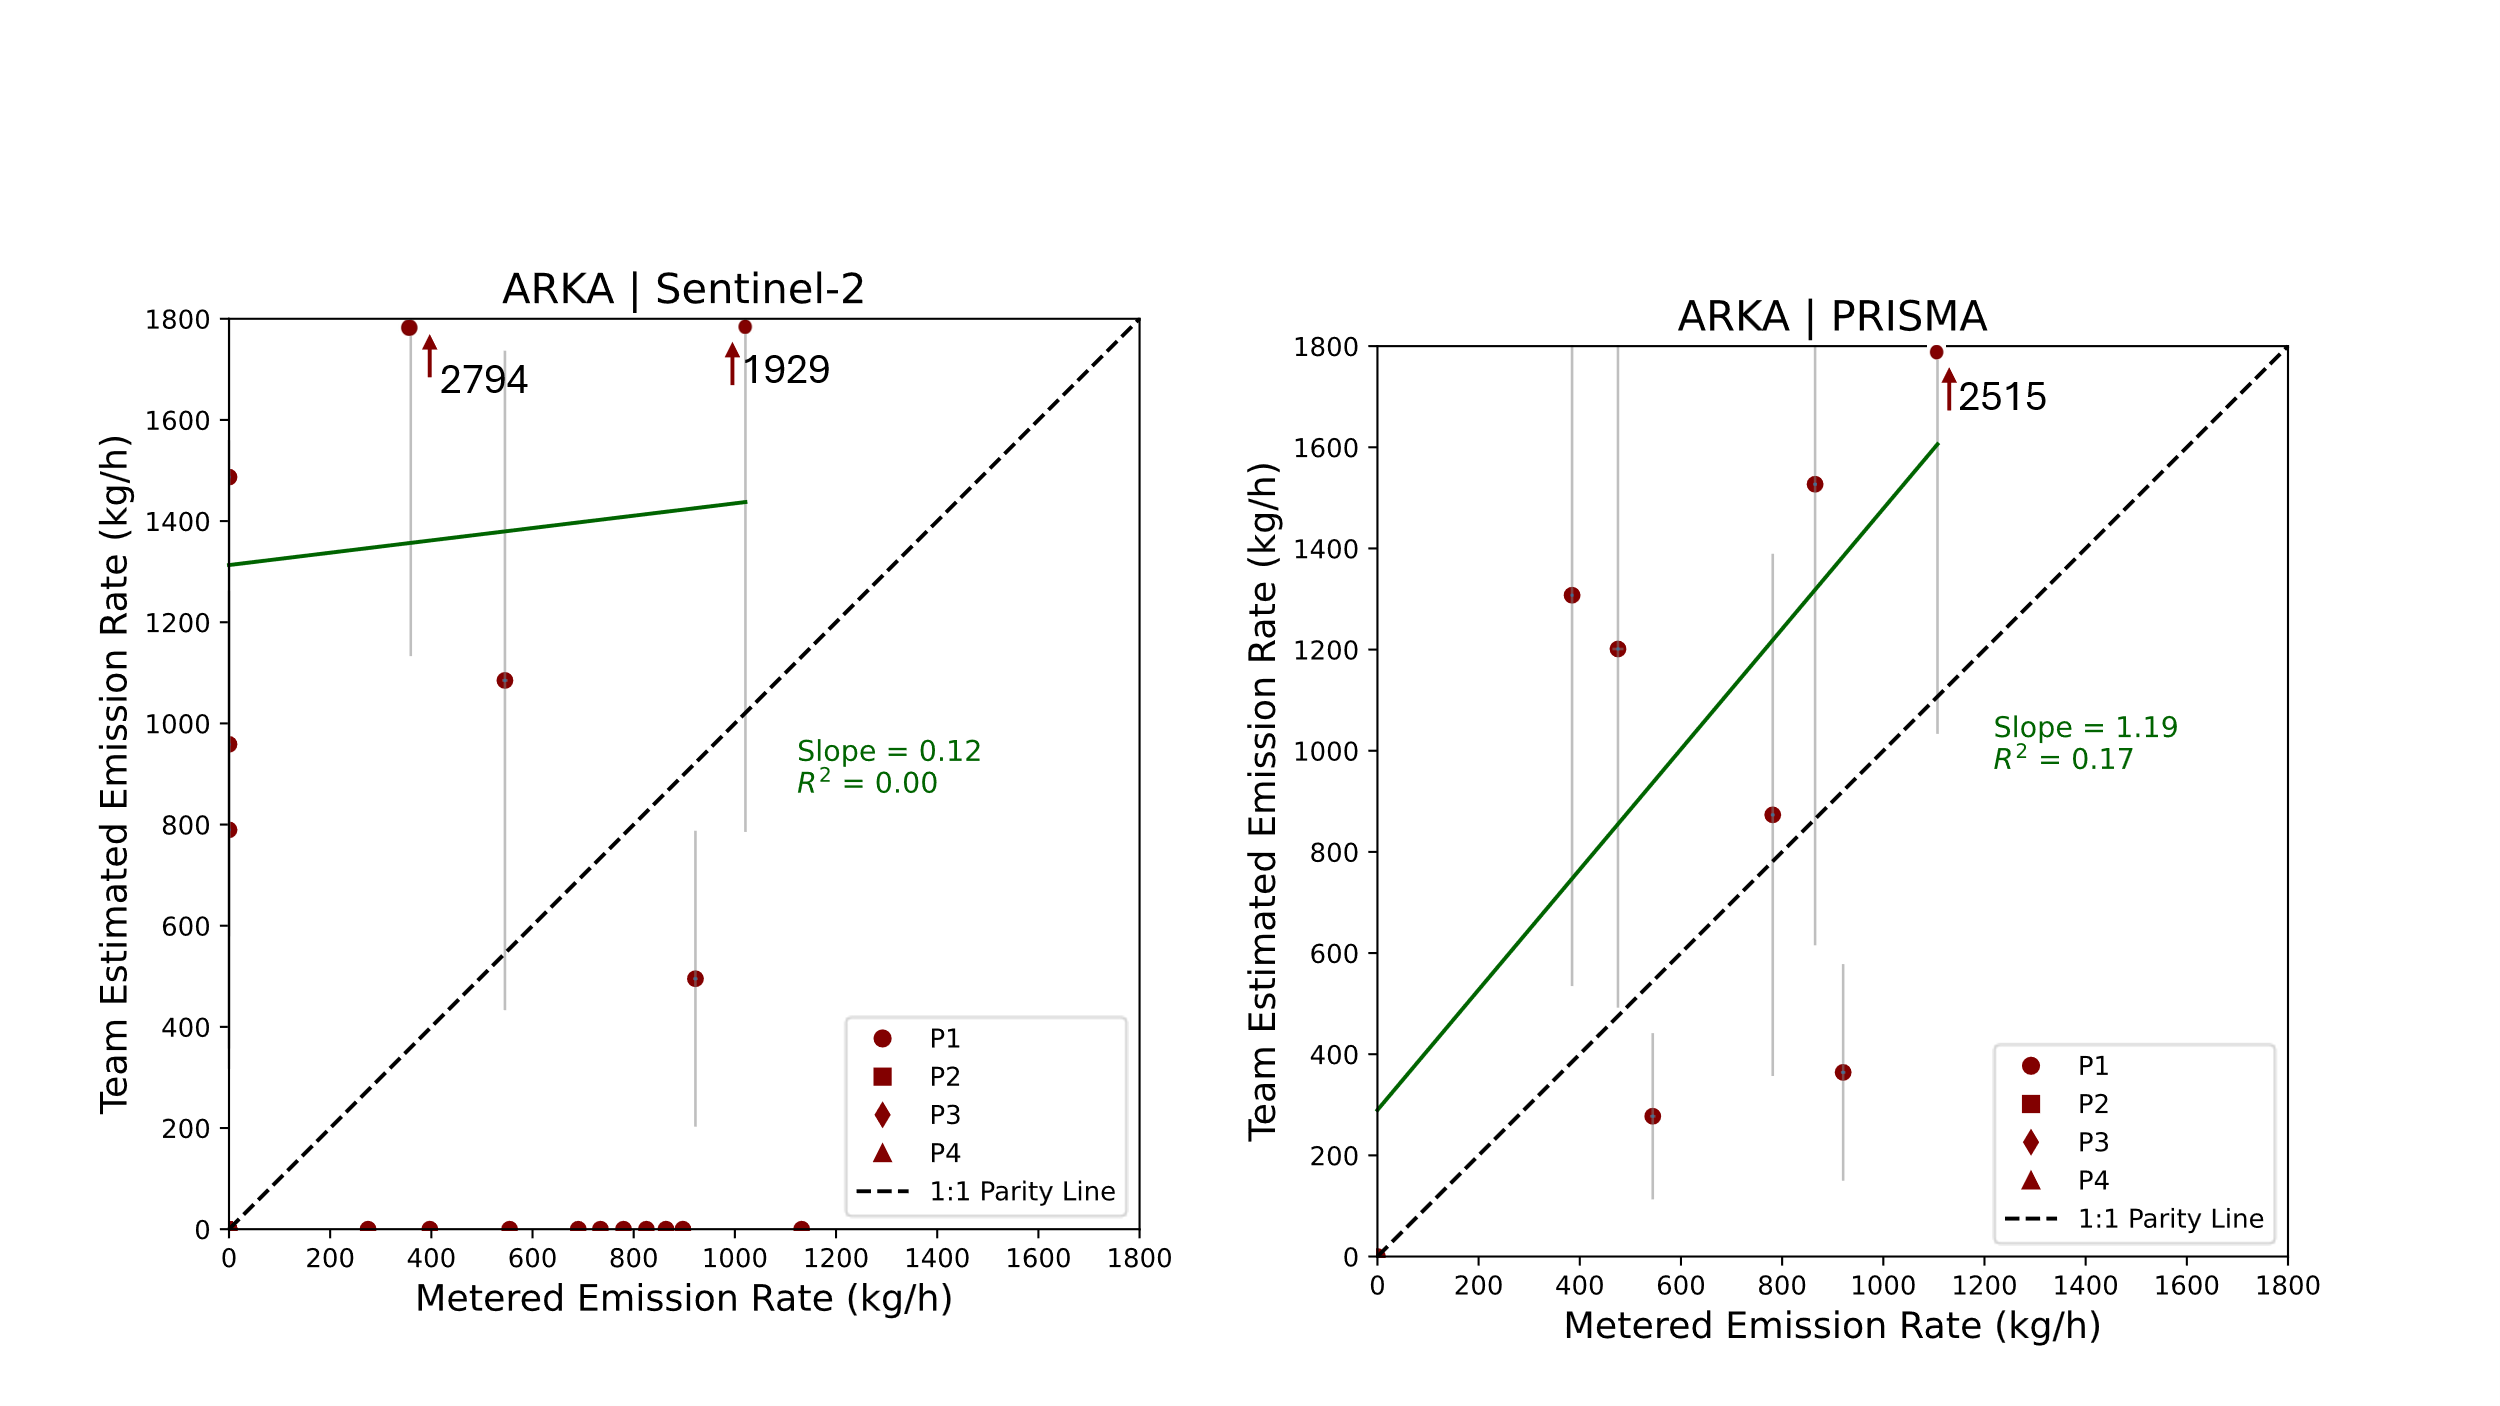 ARKA | Sentinel-2
Team Estimated Emission Rate (kg/h)
1800
1600
1400
1200
1000
800
600
400
200
0
2794
1929
Slope = 0.12
R² = 0.00
P1
P2
P3
P4
1:1 Parity Line
0 200 400 600 800 1000 1200 1400 1600 1800
Metered Emission Rate (kg/h)
ARKA | PRISMA
Team Estimated Emission Rate (kg/h)
1800
1600
1400
1200
1000
800
600
400
200
0
2515
Slope = 1.19
R² = 0.17
P1
P2
P3
P4
1:1 Parity Line
0 200 400 600 800 1000 1200 1400 1600 1800
Metered Emission Rate (kg/h)